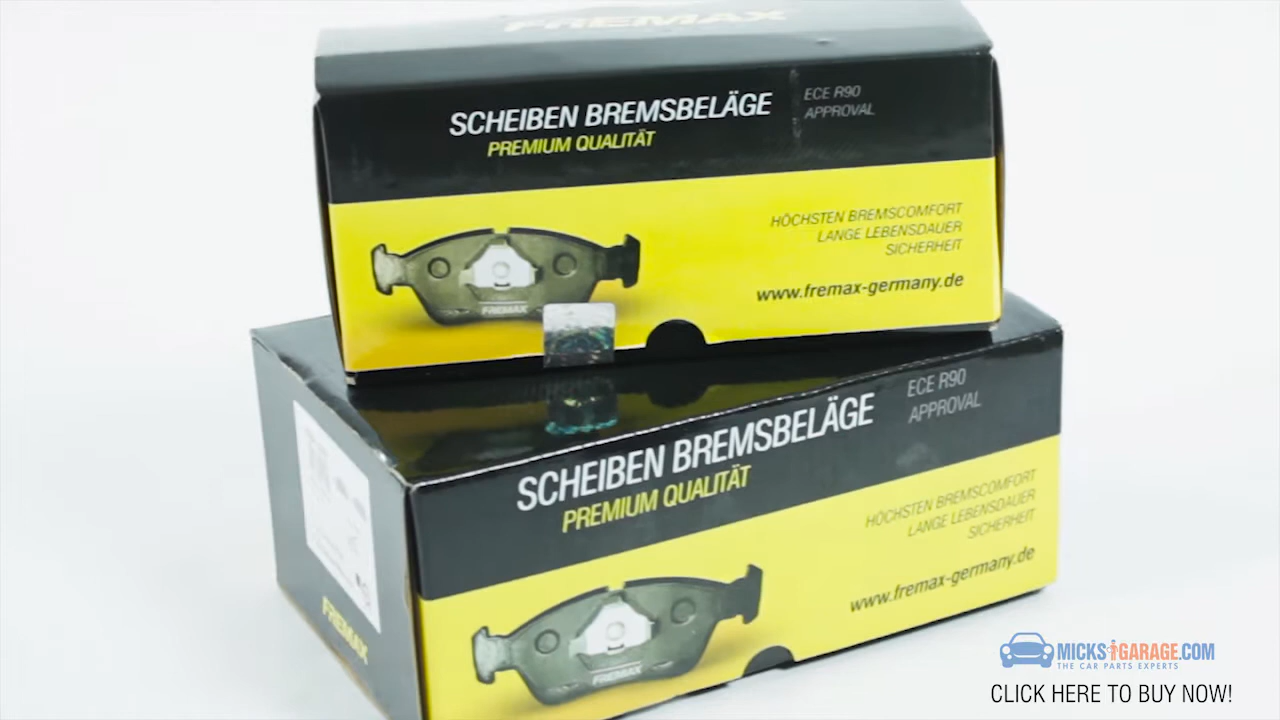 FREMAX
SCHEIBEN BREMSBELÄGE
PREMIUM QUALITÄT
ECE R90
APPROVAL
HÖCHSTEN BREMSCOMFORT
LANGE LEBENSDAUER
SICHERHEIT
www.fremax-germany.de
FREMAX
SCHEIBEN BREMSBELÄGE
PREMIUM QUALITÄT
ECE R90
APPROVAL
HÖCHSTEN BREMSCOMFORT
LANGE LEBENSDAUER
SICHERHEIT
www.fremax-germany.de
FREMAX
FREMAX
MICKSGARAGE.COM
THE CAR PARTS EXPERTS
CLICK HERE TO BUY NOW!